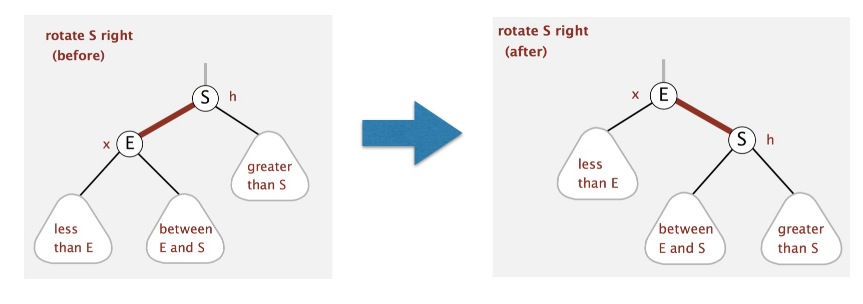 rotate S right
(before)
S
h
x
E
greater
than S
less
than E
between
E and S
rotate S right
(after)
x
E
S
h
less
than E
between
E and S
greater
than S